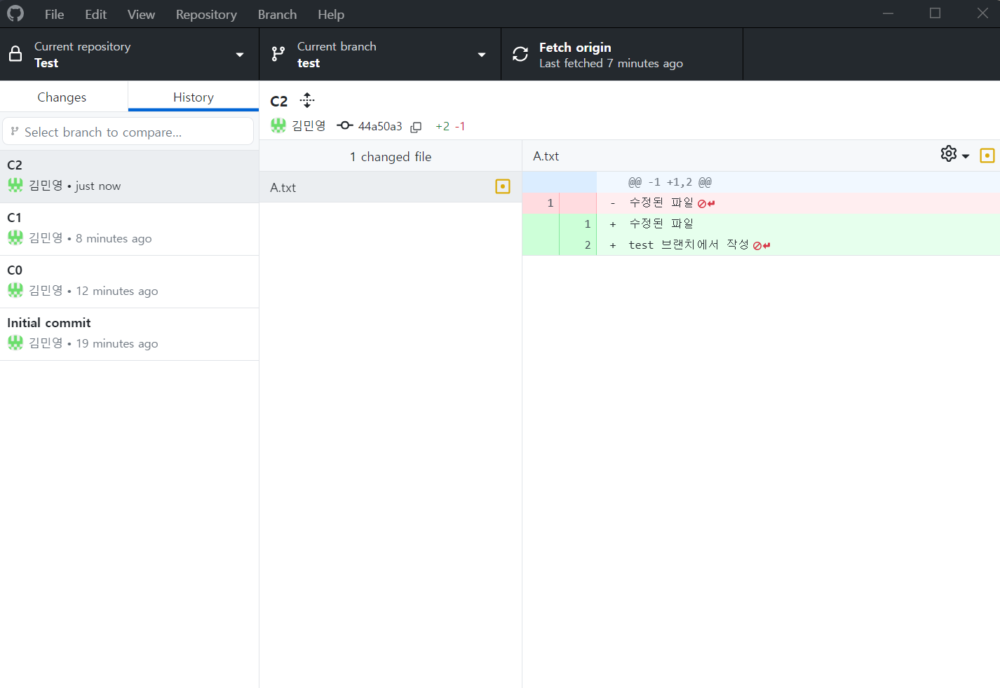 File Edit View Repository Branch Help
Current repository
Test
Current branch
test
Fetch origin
Last fetched 7 minutes ago
Changes
History
Select branch to compare...
C2
김민영 • just now
C1
김민영 • 8 minutes ago
C0
김민영 • 12 minutes ago
Initial commit
김민영 • 19 minutes ago
C2
김민영 44a50a3 +2 -1
1 changed file
A.txt
A.txt
@@ -1 +1,2 @@
1 - 수정된 파일
1 + 수정된 파일
2 + test 브랜치에서 작성